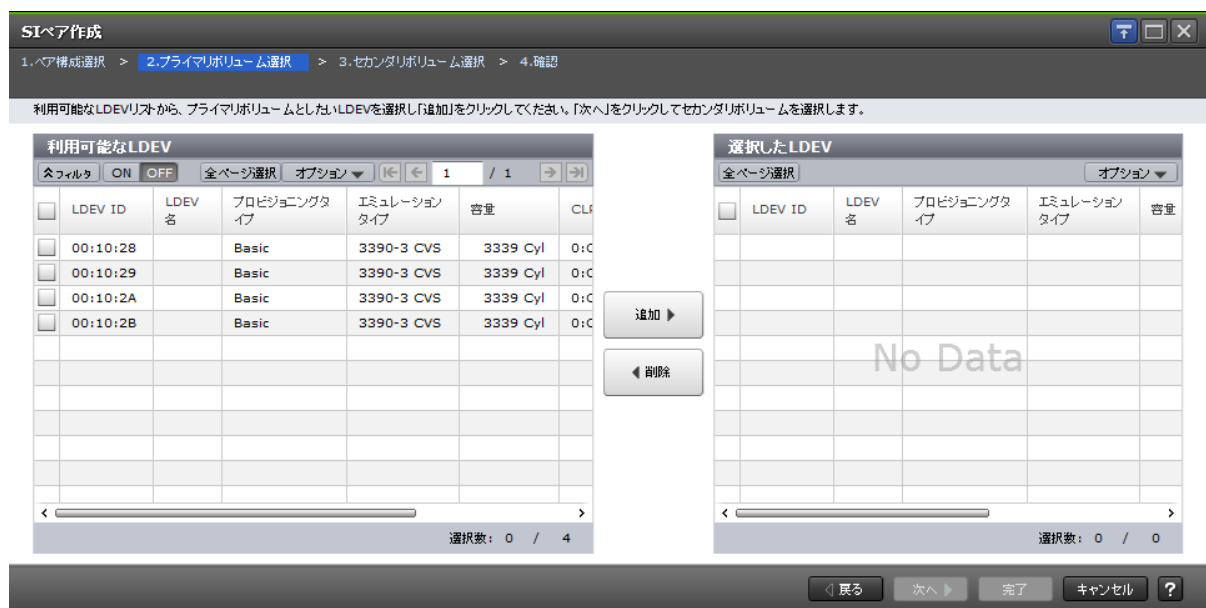 SIペア作成
1.ペア構成選択 > 2.プライマリボリューム選択 > 3.セカンダリボリューム選択 > 4.確認
利用可能なLDEVリストから、プライマリボリュームとしたいLDEVを選択し「追加」をクリックしてください。「次へ」をクリックしてセカンダリボリュームを選択します。
利用可能なLDEV
フィルタ ON OFF 全ページ選択 オプション 1 / 1
LDEV ID LDEV名 プロビジョニングタイプ エミュレーションタイプ 容量
00:10:28 Basic 3390-3 CVS 3339 Cyl
00:10:29 Basic 3390-3 CVS 3339 Cyl
00:10:2A Basic 3390-3 CVS 3339 Cyl
00:10:2B Basic 3390-3 CVS 3339 Cyl
選択数: 0 / 4
追加
削除
選択したLDEV
全ページ選択 オプション
LDEV ID LDEV名 プロビジョニングタイプ エミュレーションタイプ 容量
No Data
選択数: 0 / 0
戻る 次へ 完了 キャンセル ?